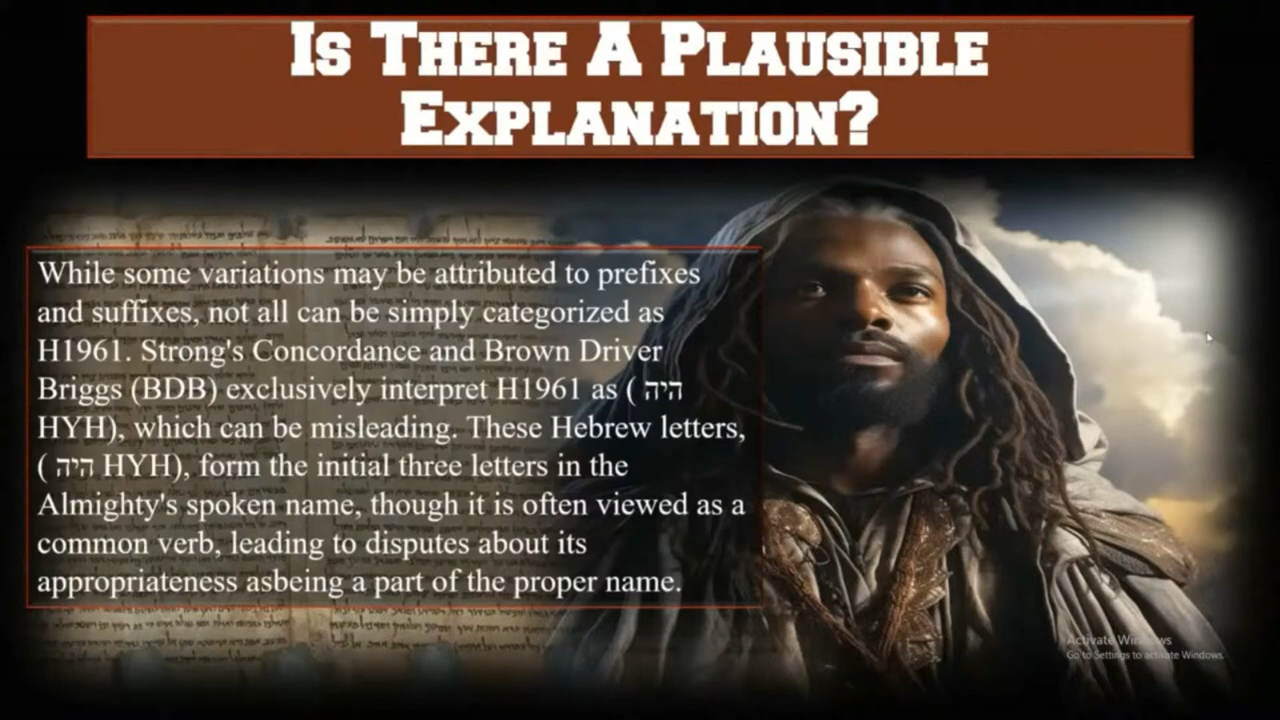 Is There A Plausible
Explanation?
While some variations may be attributed to prefixes
and suffixes, not all can be simply categorized as
H1961. Strong's Concordance and Brown Driver
Briggs (BDB) exclusively interpret H1961 as ( היה
HYH), which can be misleading. These Hebrew letters,
( היה HYH), form the initial three letters in the
Almighty's spoken name, though it is often viewed as a
common verb, leading to disputes about its
appropriateness asbeing a part of the proper name.
Activate Windows
Go to Settings to activate Windows.